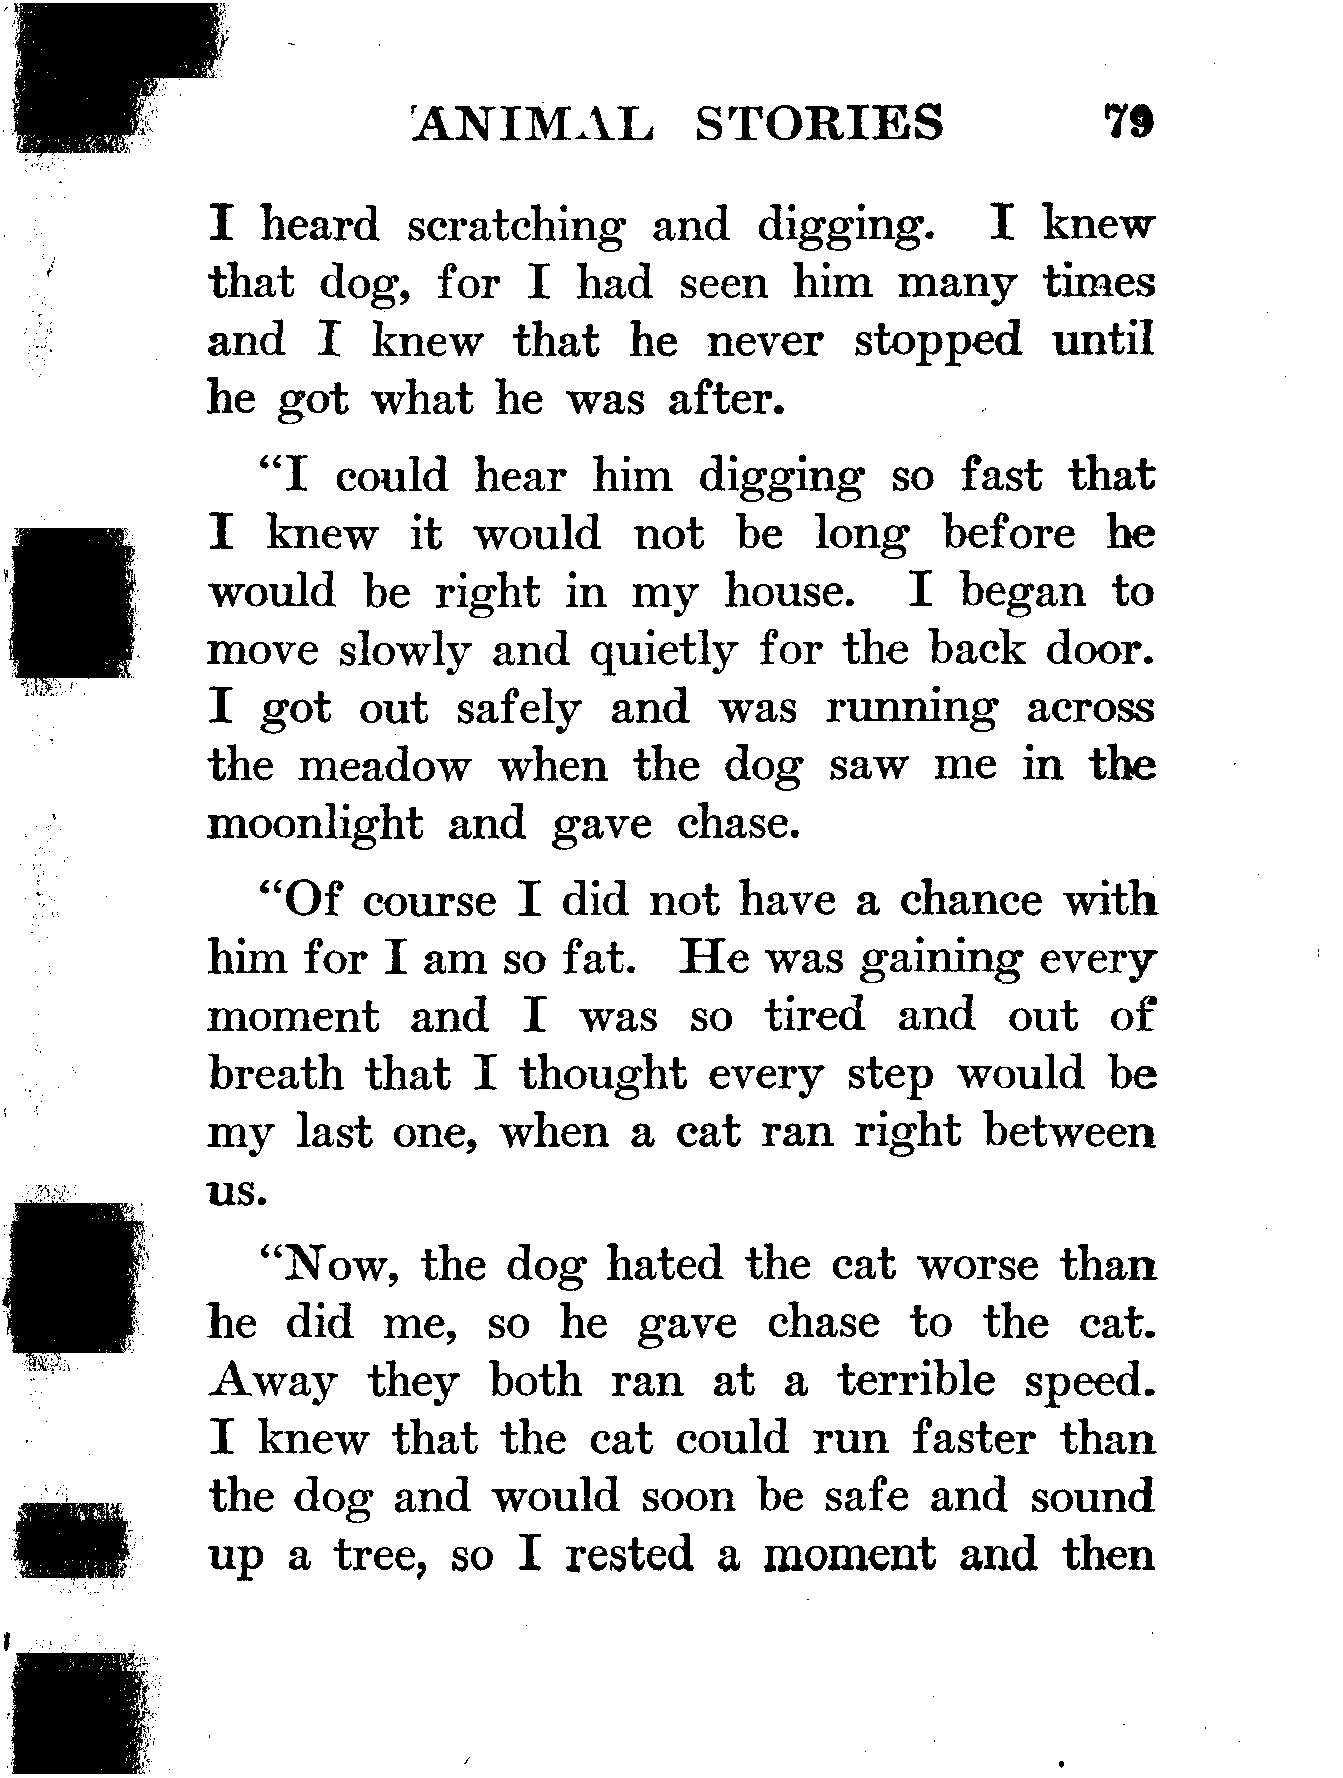 ANIMAL STORIES 79
I heard scratching and digging. I knew
that dog, for I had seen him many times
and I knew that he never stopped until
he got what he was after.
“I could hear him digging so fast that
I knew it would not be long before he
would be right in my house. I began to
move slowly and quietly for the back door.
I got out safely and was running across
the meadow when the dog saw me in the
moonlight and gave chase.
“Of course I did not have a chance with
him for I am so fat. He was gaining every
moment and I was so tired and out of
breath that I thought every step would be
my last one, when a cat ran right between
us.
“Now, the dog hated the cat worse than
he did me, so he gave chase to the cat.
Away they both ran at a terrible speed.
I knew that the cat could run faster than
the dog and would soon be safe and sound
up a tree, so I rested a moment and then